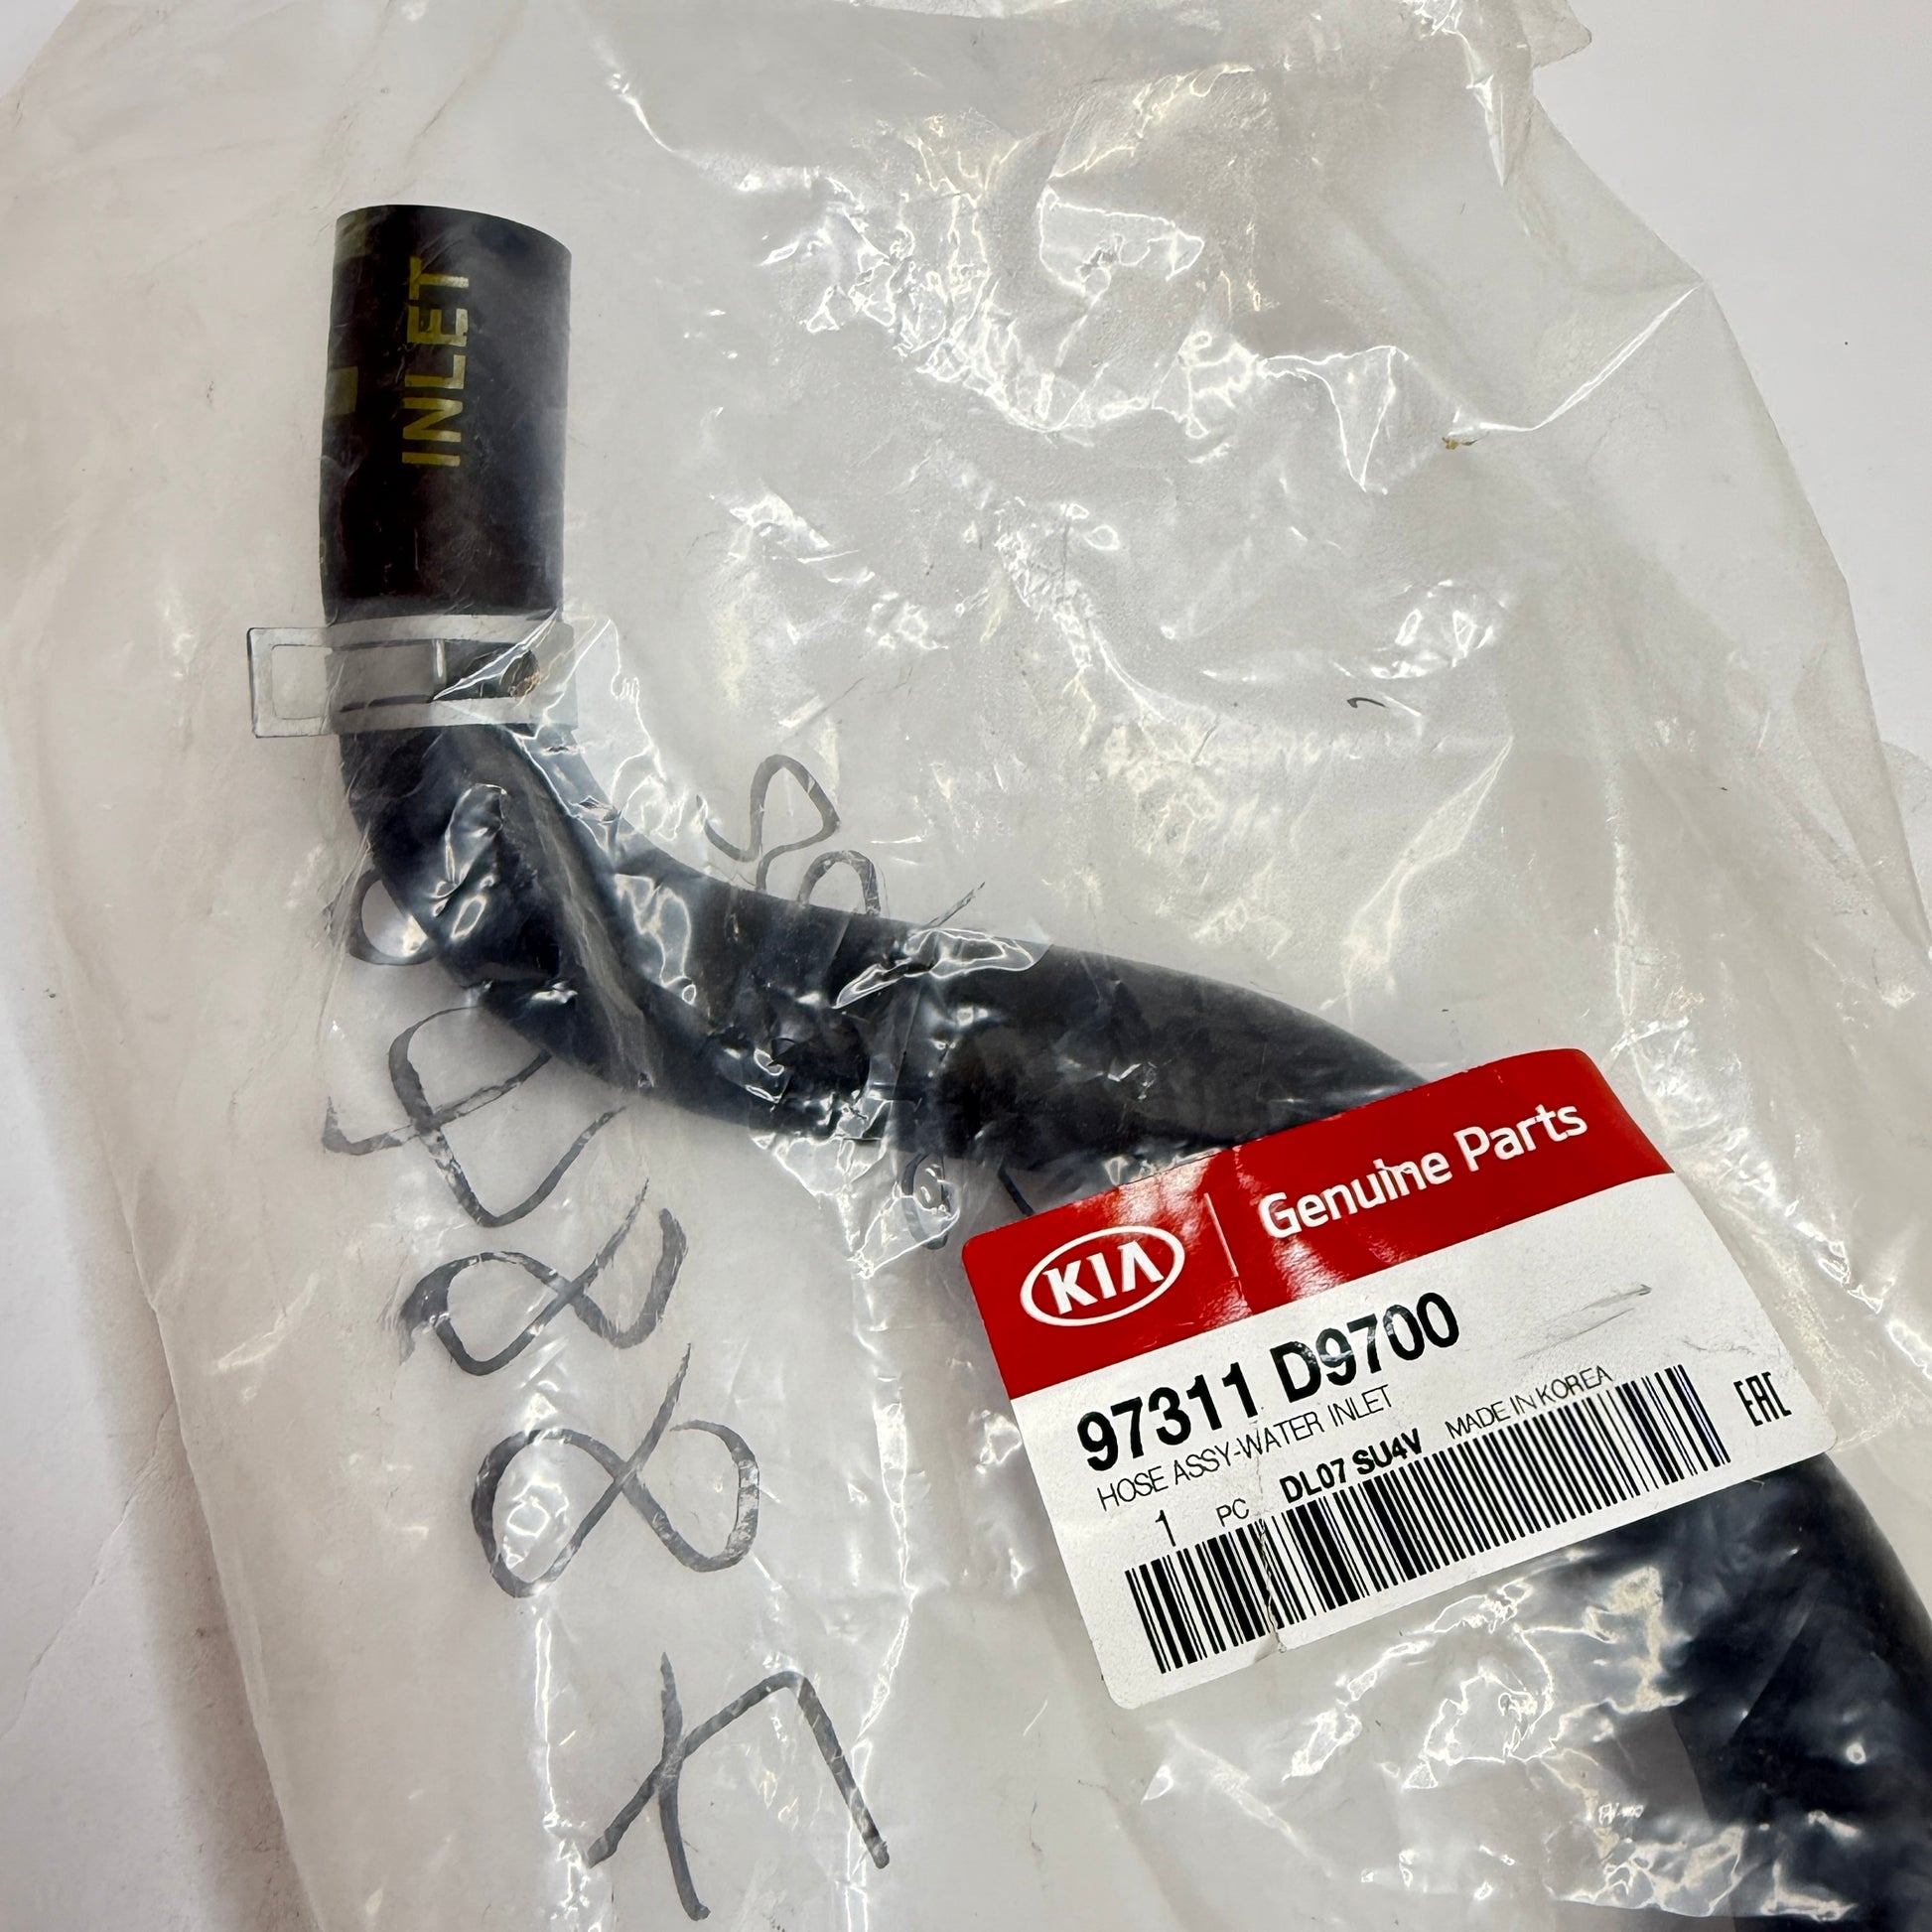 INLET
KIA Genuine Parts
97311 D9700
HOSE ASSY-WATER INLET
1 PC DL07 SU4V MADE IN KOREA
EAC